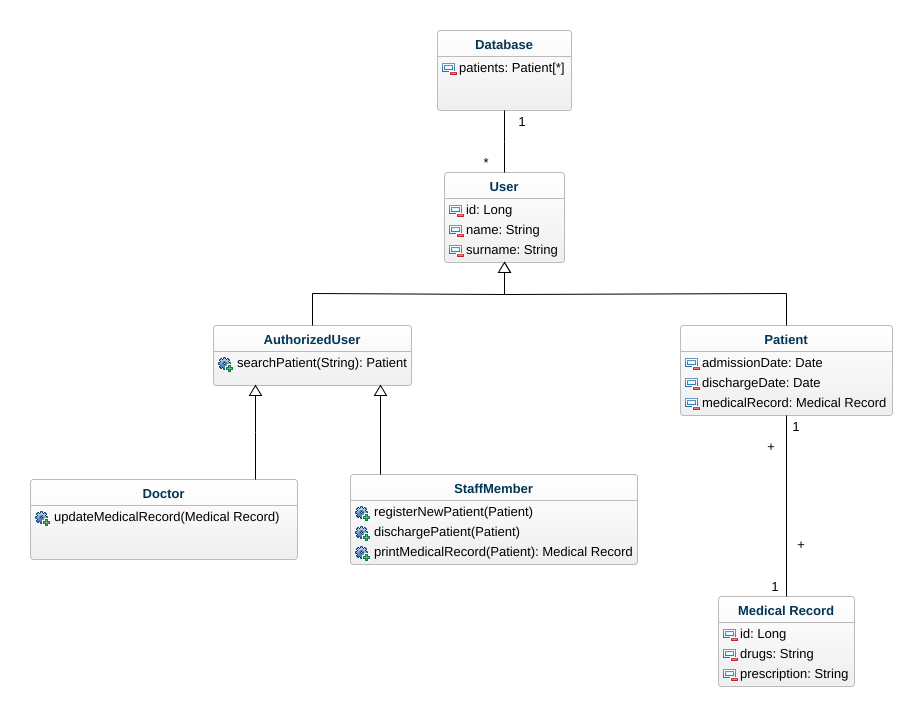 Database
patients: Patient[*]
1
*
User
id: Long
name: String
surname: String
AuthorizedUser
searchPatient(String): Patient
Patient
admissionDate: Date
dischargeDate: Date
medicalRecord: Medical Record
1
+
Doctor
updateMedicalRecord(Medical Record)
StaffMember
registerNewPatient(Patient)
dischargePatient(Patient)
printMedicalRecord(Patient): Medical Record
+
1
Medical Record
id: Long
drugs: String
prescription: String